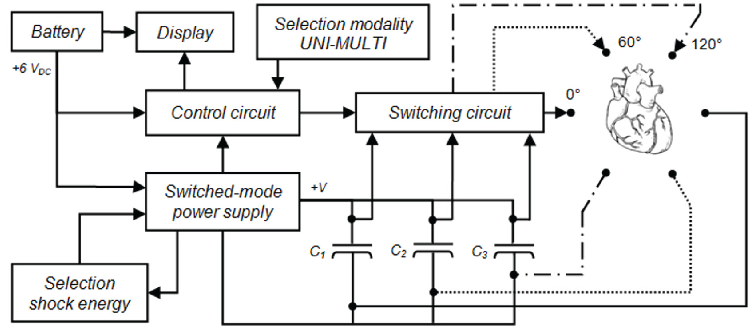 Battery
Display
Selection modality
UNI-MULTI
60°
120°
+6 VDC
0°
Control circuit
Switching circuit
Switched-mode
power supply
+V
C1
C2
C3
Selection
shock energy